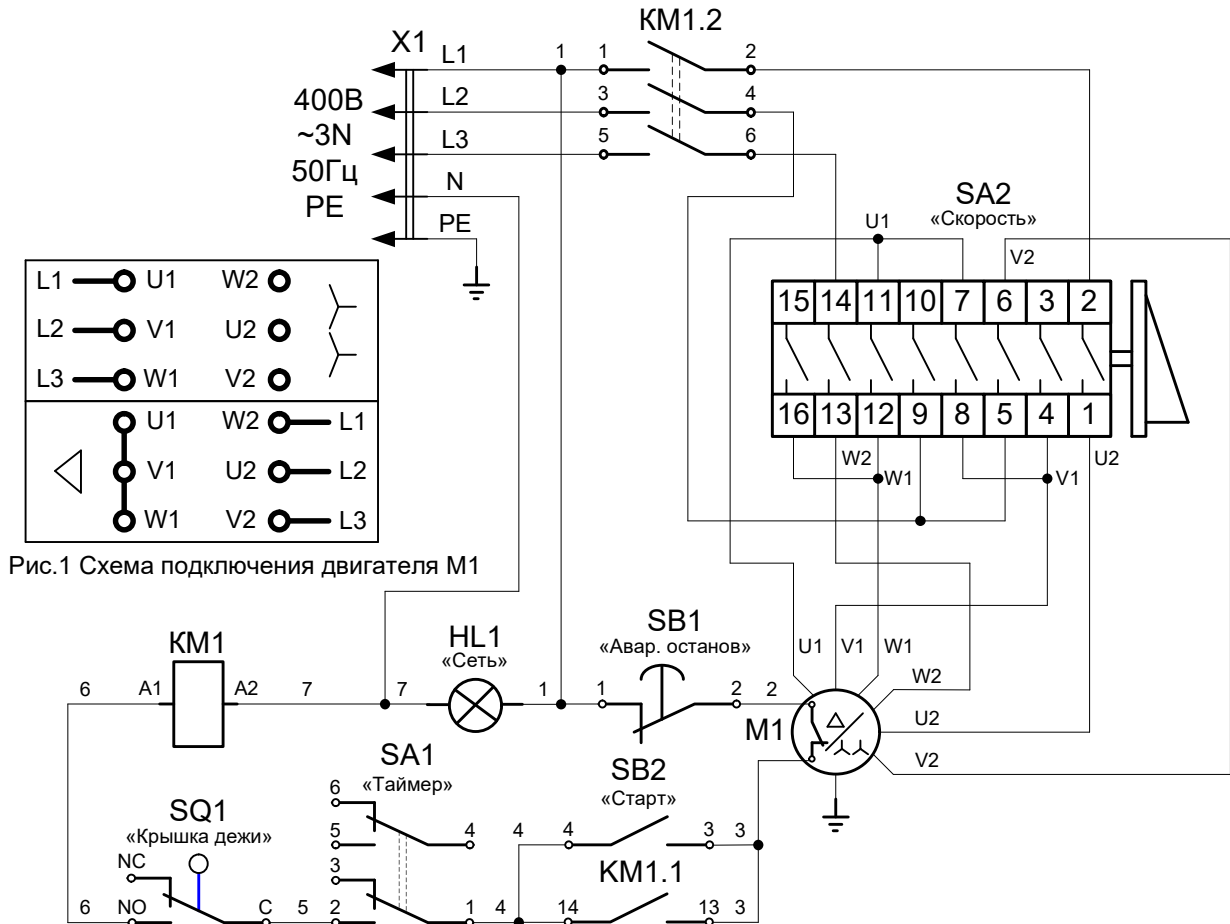 KM1.2
X1 L1 1 1 2
400В L2 3 4
~3N L3 5 6
50Гц N
PE PE
SA2
«Скорость»
U1 V2
15 14 11 10 7 6 3 2
16 13 12 9 8 5 4 1
W2 W1 V1 U2
L1 U1 W2
L2 V1 U2
L3 W1 V2
U1 W2 L1
V1 U2 L2
W1 V2 L3
Рис.1 Схема подключения двигателя М1
KM1
6 A1 A2 7 7
HL1
«Сеть»
1
SB1
«Авар. останов»
1 2 2
U1 V1 W1
W2
U2
V2
M1
SA1
«Таймер»
6
5 4 4
3
2 1 4
SB2
«Старт»
4 3 3
KM1.1
14 13 3
SQ1
«Крышка дежи»
NC
6 NO C 5